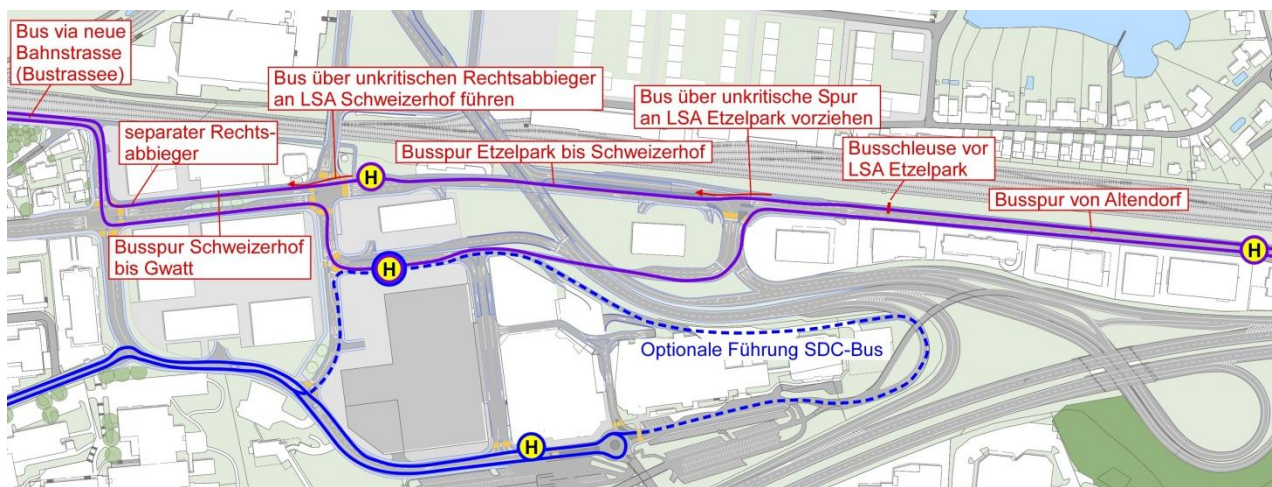 Bus via neue
Bahnstrasse
(Bustrassee)
Bus über unkritischen Rechtsabbieger
an LSA Schweizerhof führen
Bus über unkritische Spur
an LSA Etzelpark vorziehen
separater Rechts-
abbieger
Busspur Etzelpark bis Schweizerhof
Busschleuse vor
LSA Etzelpark
Busspur von Altendorf
H
H
Busspur Schweizerhof
bis Gwatt
H
Optionale Führung SDC-Bus
H